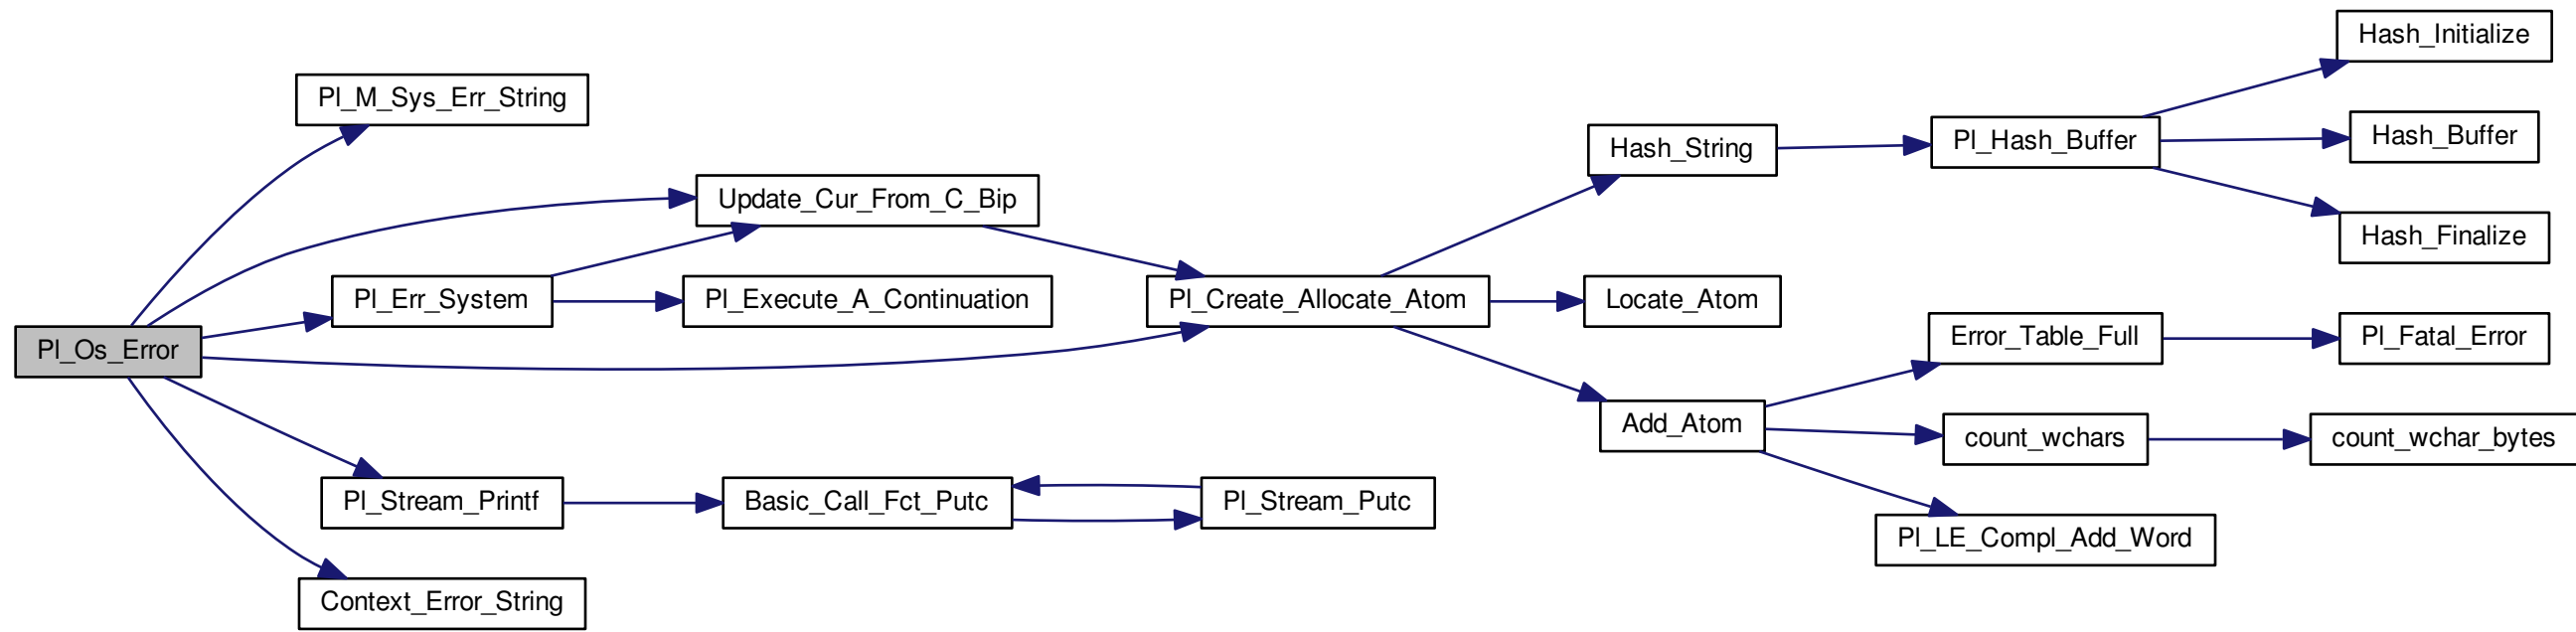 Pl_Os_Error
Pl_M_Sys_Err_String
Update_Cur_From_C_Bip
Pl_Err_System
Pl_Execute_A_Continuation
Pl_Create_Allocate_Atom
Pl_Stream_Printf
Basic_Call_Fct_Putc
Pl_Stream_Putc
Context_Error_String
Hash_String
Locate_Atom
Add_Atom
Pl_Hash_Buffer
Hash_Initialize
Hash_Buffer
Hash_Finalize
Error_Table_Full
Pl_Fatal_Error
count_wchars
count_wchar_bytes
Pl_LE_Compl_Add_Word